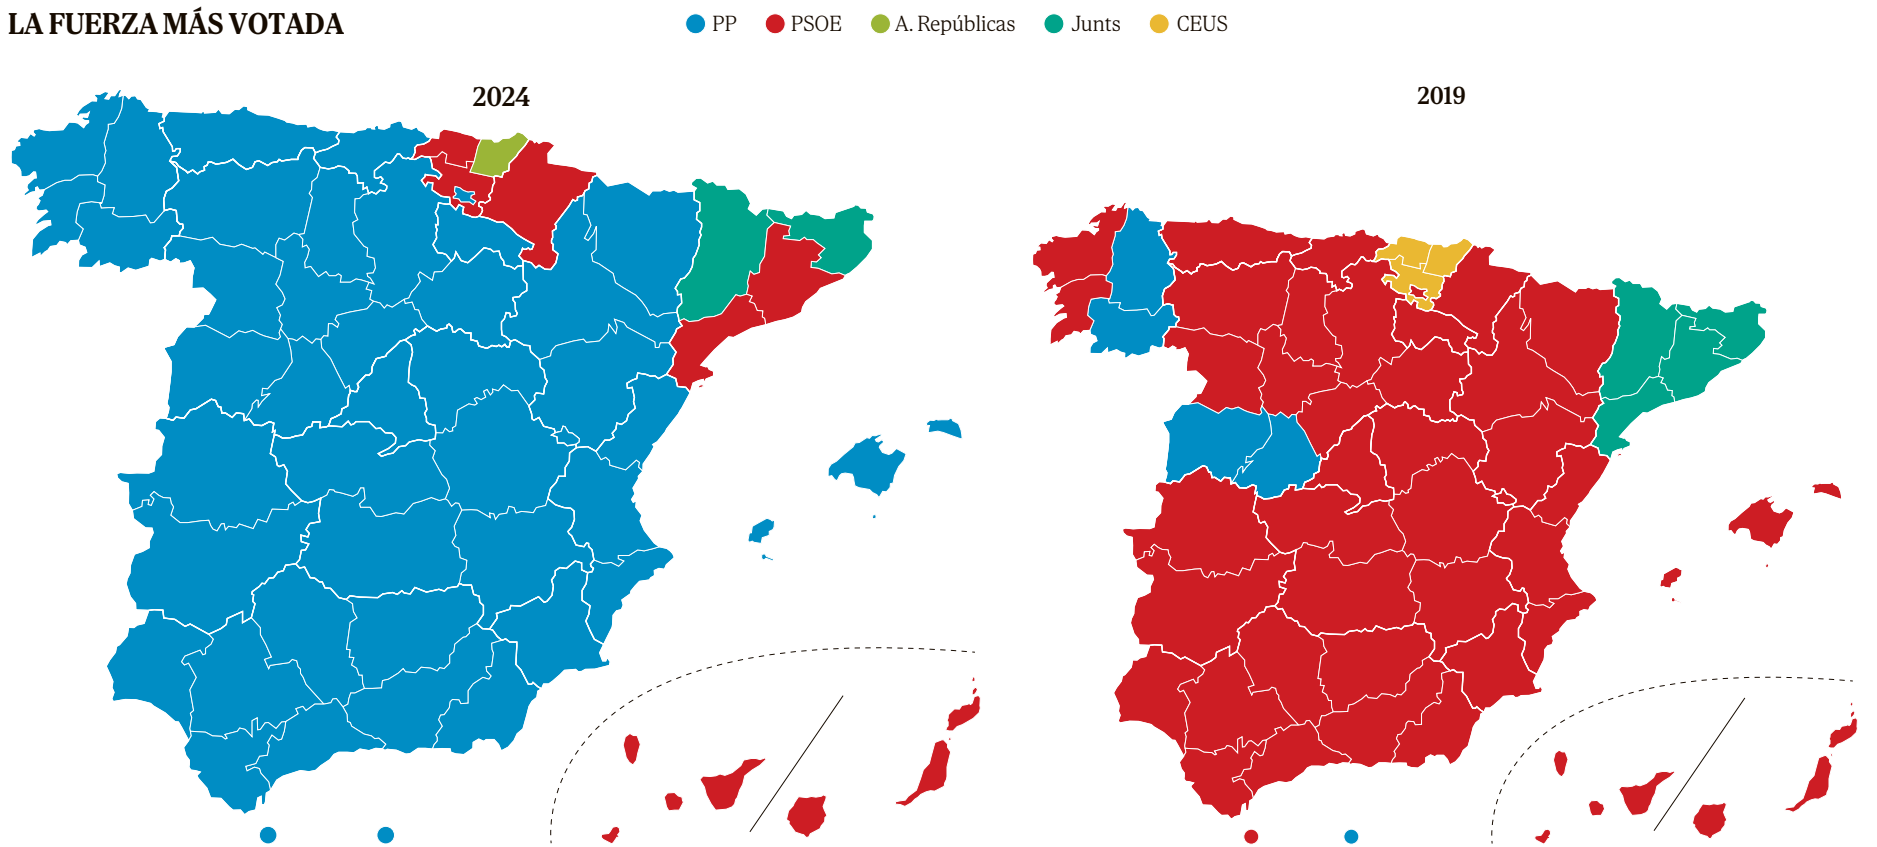 LA FUERZA MÁS VOTADA
PP PSOE A. Repúblicas Junts CEUS
2024
2019